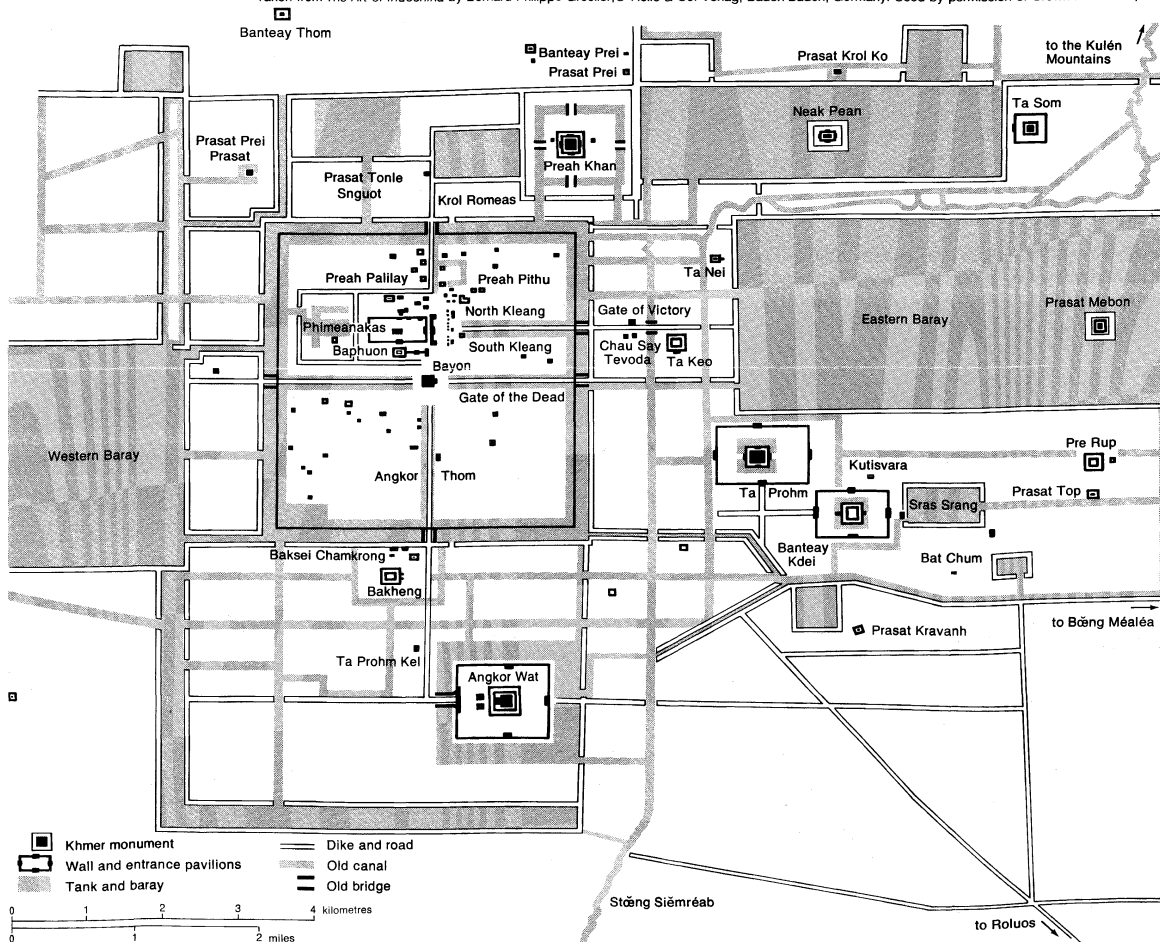 Banteay Thom
Banteay Prei
Prasat Prei
Prasat Krol Ko
to the Kulén
Mountains
Neak Pean
Ta Som
Prasat Prei
Prasat
Preah Khan
Prasat Tonle
Snguot
Krol Romeas
Preah Palilay
Preah Pithu
Ta Nei
North Kleang
Gate of Victory
Prasat Mebon
Phimeanakas
Eastern Baray
South Kleang
Chau Say
Tevoda
Ta Keo
Baphuon
Bayon
Gate of the Dead
Western Baray
Angkor Thom
Pre Rup
Kutisvara
Ta Prohm
Prasat Top
Sras Srang
Banteay
Kdei
Baksei Chamkrong
Bat Chum
Bakheng
to Bœ̆ng Méaléa
Prasat Kravanh
Ta Prohm Kel
Angkor Wat
Khmer monument
Wall and entrance pavilions
Tank and baray
Dike and road
Old canal
Old bridge
0 1 2 3 4 kilometres
0 1 2 miles
Stœ̆ng Siĕmréab
to Roluos